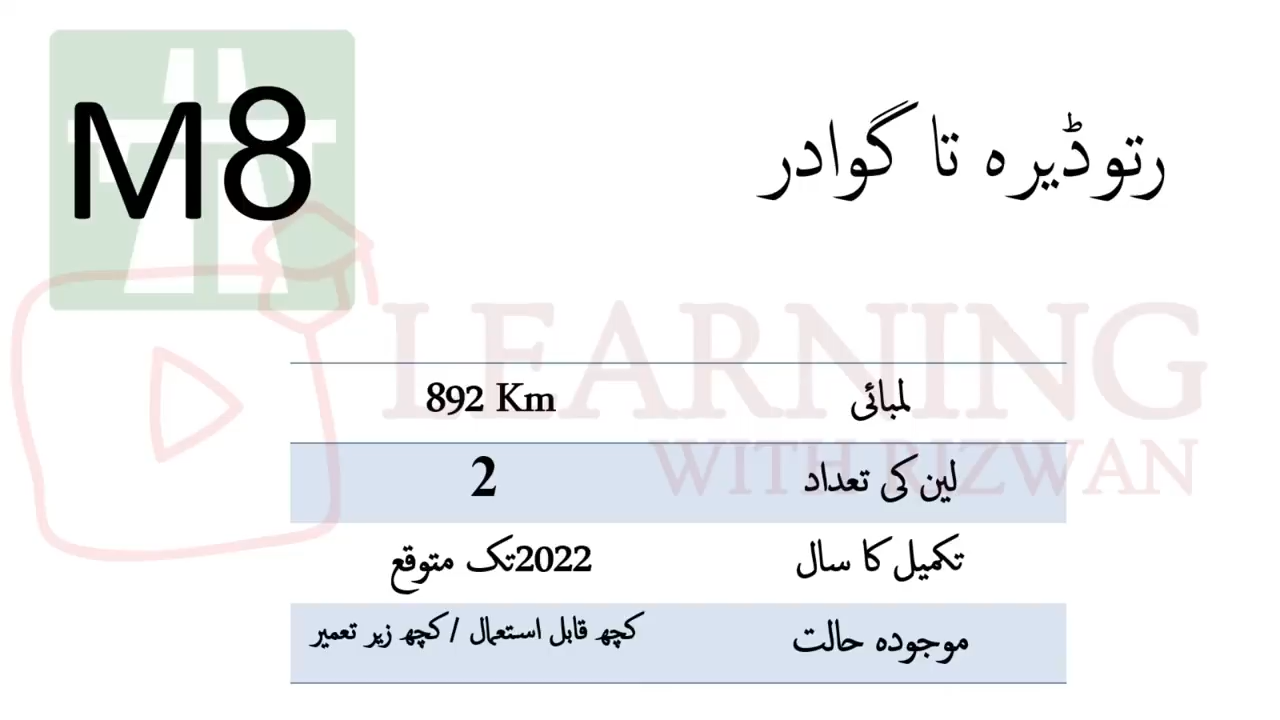 M8
رتوڈیرہ تا گوادر
LEARNING
WITH RIZWAN
لمبائی 892 Km
لین کی تعداد 2
تکمیل کا سال 2022تک متوقع
موجودہ حالت کچھ قابل استعمال / کچھ زیر تعمیر